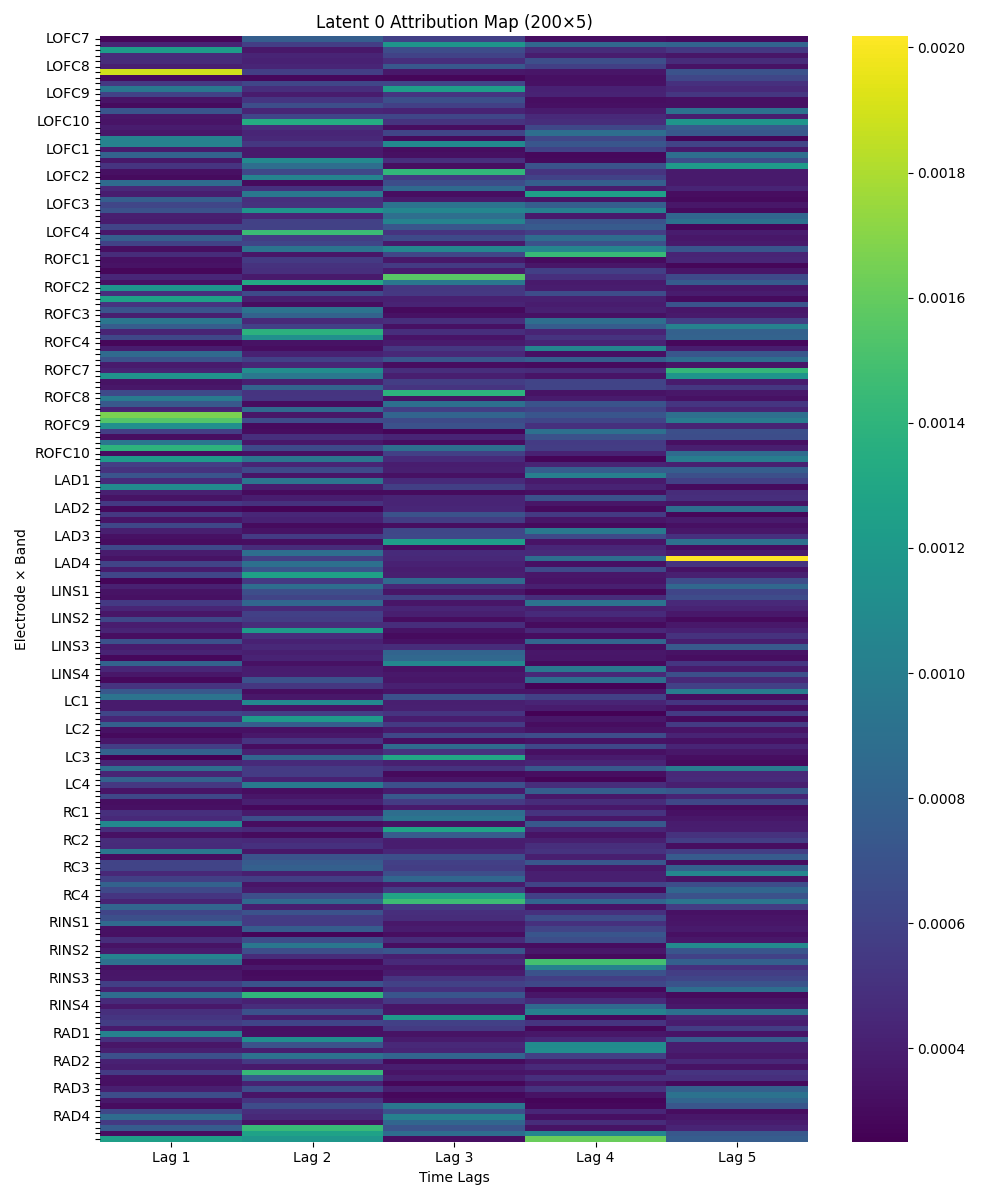 Latent 0 Attribution Map (200×5)
LOFC7
LOFC8
LOFC9
LOFC10
LOFC1
LOFC2
LOFC3
LOFC4
ROFC1
ROFC2
ROFC3
ROFC4
ROFC7
ROFC8
ROFC9
ROFC10
LAD1
LAD2
LAD3
LAD4
LINS1
LINS2
LINS3
LINS4
LC1
LC2
LC3
LC4
RC1
RC2
RC3
RC4
RINS1
RINS2
RINS3
RINS4
RAD1
RAD2
RAD3
RAD4
Electrode × Band
Lag 1
Lag 2
Lag 3
Lag 4
Lag 5
Time Lags
0.0020
0.0018
0.0016
0.0014
0.0012
0.0010
0.0008
0.0006
0.0004